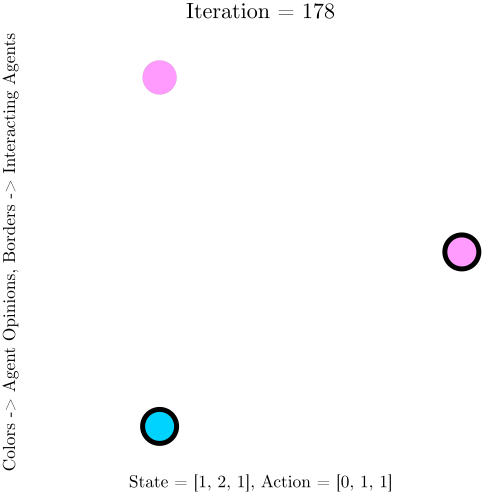 Iteration = 178
Colors -> Agent Opinions, Borders -> Interacting Agents
State = [1, 2, 1], Action = [0, 1, 1]